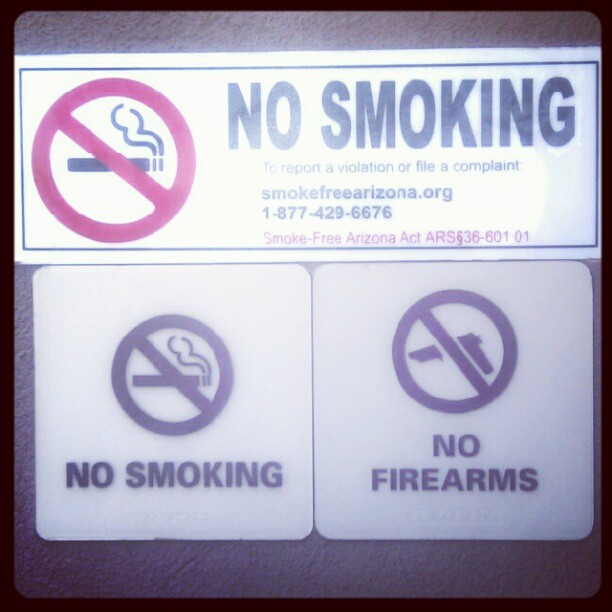 NO SMOKING
To report a violation or file a complaint
smokefreearizona.org
1-877-429-6676
Smoke-Free Arizona Act ARS§36-601 01
NO SMOKING
NO
FIREARMS